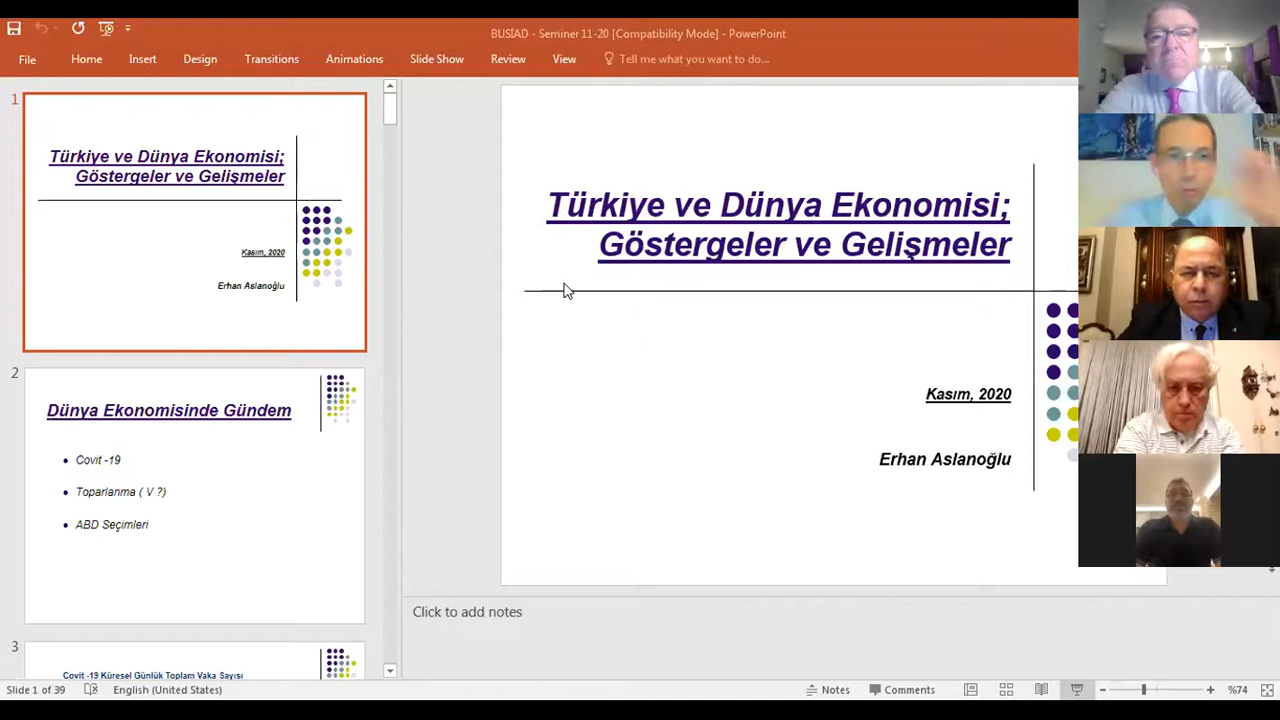 BUSİAD - Seminer 11-20 [Compatibility Mode] - PowerPoint
File Home Insert Design Transitions Animations Slide Show Review View Tell me what you want to do...
1
Türkiye ve Dünya Ekonomisi;
Göstergeler ve Gelişmeler
Kasım, 2020
Erhan Aslanoğlu
2
Dünya Ekonomisinde Gündem
• Covit -19
• Toparlanma ( V ?)
• ABD Seçimleri
3
Covit -19 Küresel Günlük Toplam Vaka Sayısı
Türkiye ve Dünya Ekonomisi;
Göstergeler ve Gelişmeler
Kasım, 2020
Erhan Aslanoğlu
Click to add notes
Slide 1 of 39 English (United States) Notes Comments %74